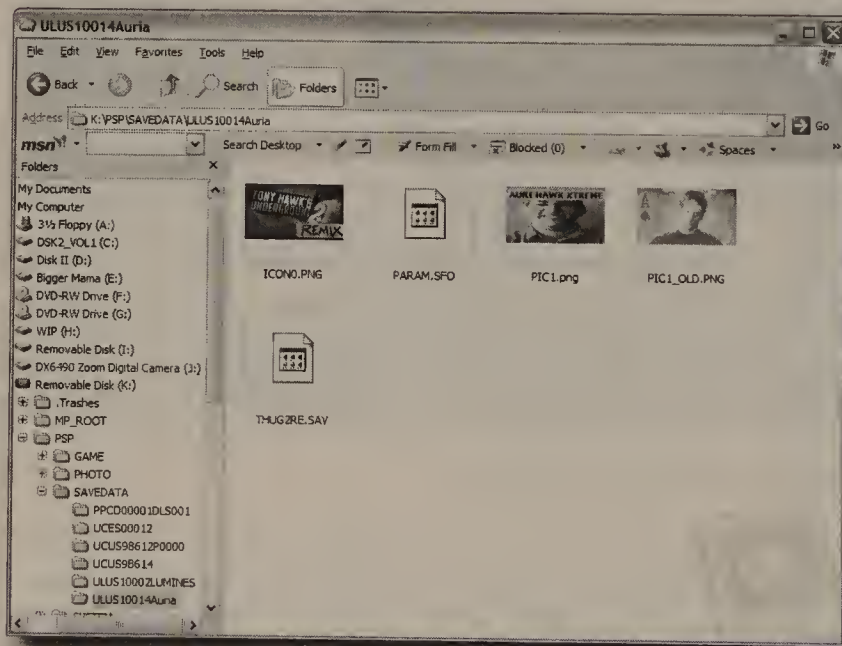 ULUS10014Auria
File Edit View Favorites Tools Help
Back Search Folders
Address K:\PSP\SAVEDATA\ULUS10014Auria Go
msn Search Desktop Form Fill Blocked (0) Spaces »
Folders
My Documents
My Computer
3½ Floppy (A:)
DSK2_VOL1 (C:)
Disk II (D:)
Bigger Mama (E:)
DVD-RW Drive (F:)
DVD-RW Drive (G:)
WIP (H:)
Removable Disk (I:)
DX6490 Zoom Digital Camera (J:)
Removable Disk (K:)
.Trashes
MP_ROOT
PSP
GAME
PHOTO
SAVEDATA
PPCD00001DLS001
UCES00012
UCUS98612P0000
UCUS98614
ULUS10002LUMINES
ULUS10014Auria
TONY HAWK'S
UNDERGROUND 2
REMIX
ICON0.PNG
PARAM.SFO
HAWK XTREME
PIC1.png
A
PIC1_OLD.PNG
THUG2RE.SAV